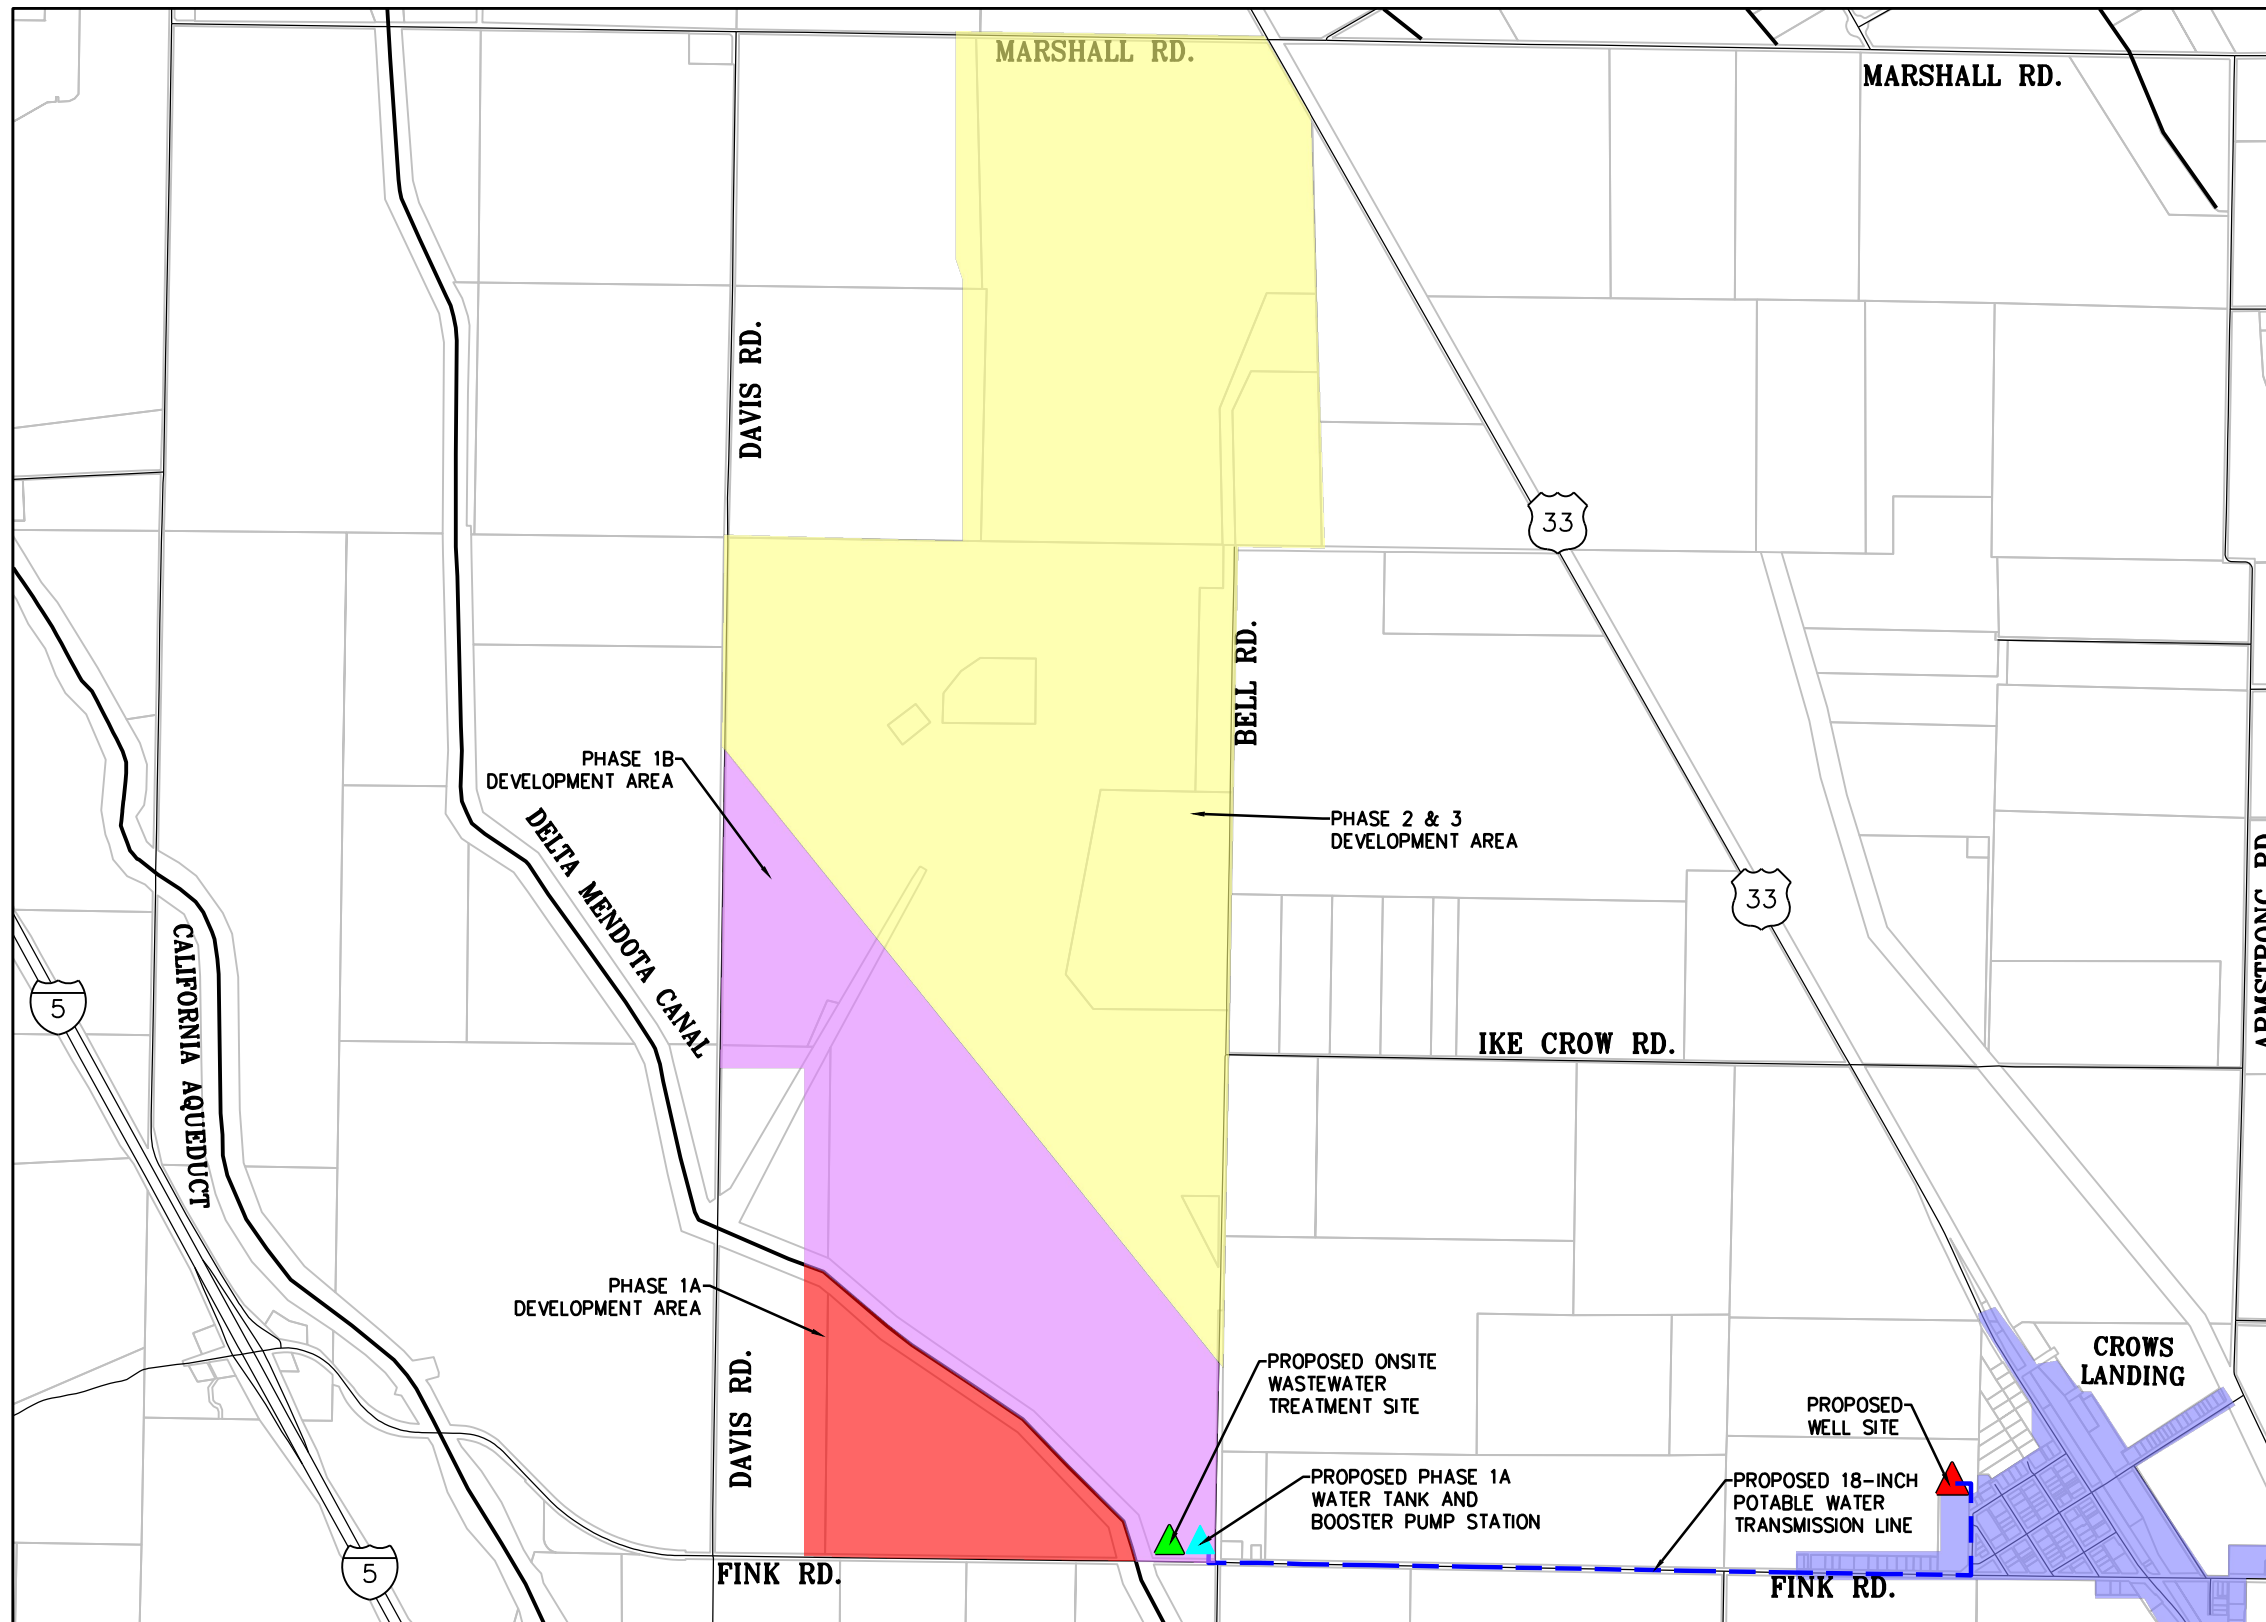 MARSHALL RD.
MARSHALL RD.
DAVIS RD.
33
BELL RD.
PHASE 1B
DEVELOPMENT AREA
PHASE 2 & 3
DEVELOPMENT AREA
DELTA MENDOTA CANAL
33
ARMSTRONG RD.
CALIFORNIA AQUEDUCT
5
IKE CROW RD.
PHASE 1A
DEVELOPMENT AREA
DAVIS RD.
PROPOSED ONSITE
WASTEWATER
TREATMENT SITE
CROWS
LANDING
PROPOSED
WELL SITE
PROPOSED PHASE 1A
WATER TANK AND
BOOSTER PUMP STATION
PROPOSED 18-INCH
POTABLE WATER
TRANSMISSION LINE
5
FINK RD.
FINK RD.